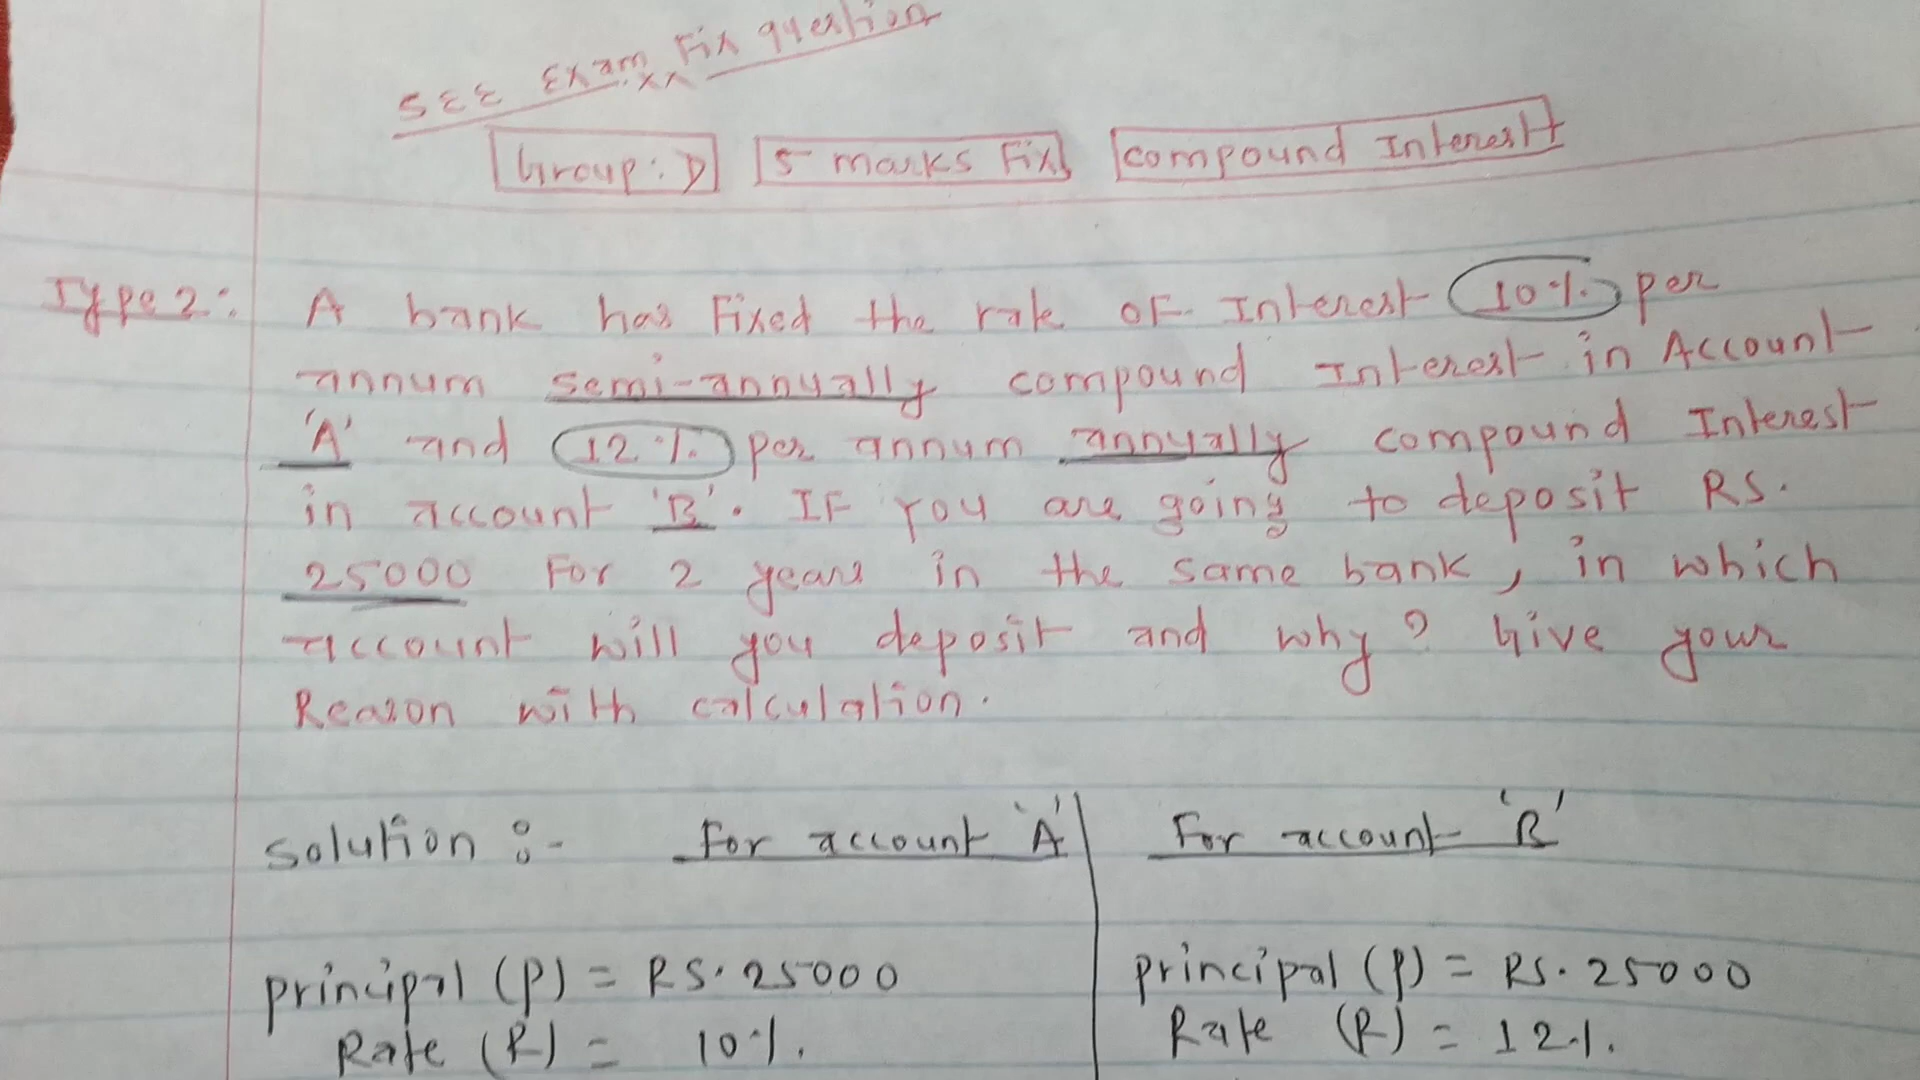 SEE Exam Fix question
Group: D 5 marks Fix compound Interest
Type 2: A bank has Fixed the rate OF Interest 10% per
annum semi-annually compound Interest in Account
'A' and 12% per annum annually compound Interest
in account 'B'. IF you are going to deposit RS.
25000 For 2 years in the same bank, in which
account will you deposit and why? Give your
Reason with calculation.
Solution :- For account 'A' For account 'B'
principal (P) = RS. 25000 principal (P) = RS. 25000
Rate (R) = 10%. Rate (R) = 12%.